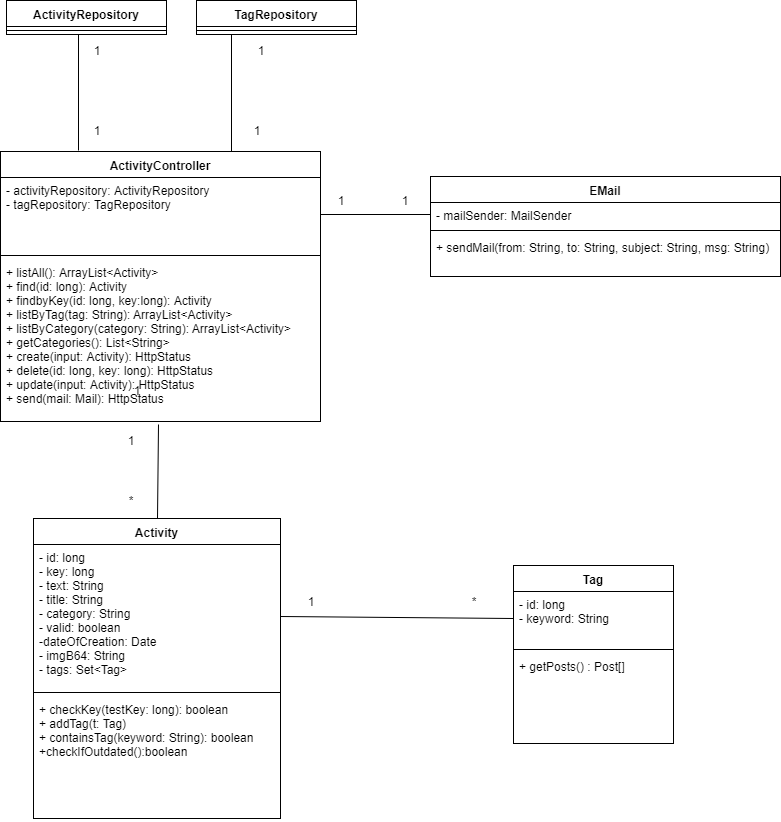 ActivityRepository
TagRepository
1
1
1
1
ActivityController
- activityRepository: ActivityRepository
- tagRepository: TagRepository
+ listAll(): ArrayList<Activity>
+ find(id: long): Activity
+ findbyKey(id: long, key:long): Activity
+ listByTag(tag: String): ArrayList<Activity>
+ listByCategory(category: String): ArrayList<Activity>
+ getCategories(): List<String>
+ create(input: Activity): HttpStatus
+ delete(id: long, key: long): HttpStatus
+ update(input: Activity): HttpStatus
1
+ send(mail: Mail): HttpStatus
1
1
EMail
- mailSender: MailSender
+ sendMail(from: String, to: String, subject: String, msg: String)
1
*
Activity
- id: long
- key: long
- text: String
- title: String
- category: String
- valid: boolean
-dateOfCreation: Date
- imgB64: String
- tags: Set<Tag>
+ checkKey(testKey: long): boolean
+ addTag(t: Tag)
+ containsTag(keyword: String): boolean
+checkIfOutdated():boolean
1
*
Tag
- id: long
- keyword: String
+ getPosts() : Post[]